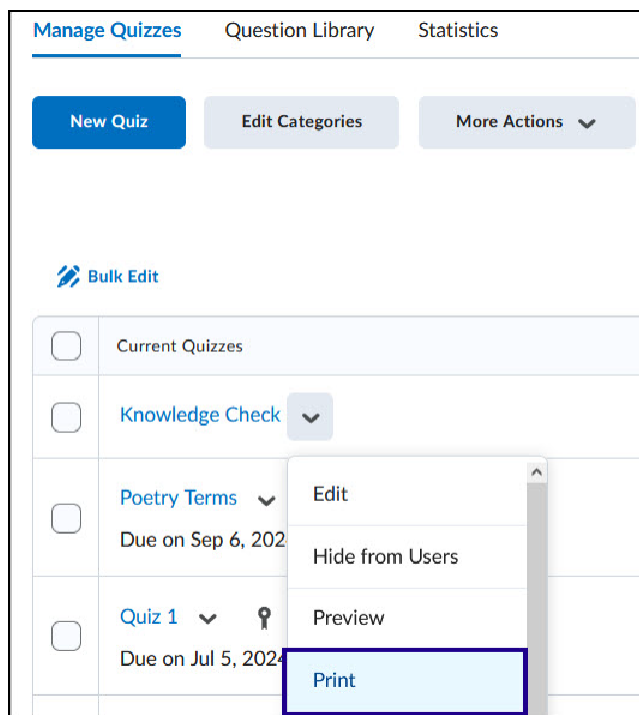 Manage Quizzes Question Library Statistics
New Quiz Edit Categories More Actions
Bulk Edit
Current Quizzes
Knowledge Check
Edit
Poetry Terms
Due on Sep 6, 202
Hide from Users
Quiz 1
Preview
Due on Jul 5, 202
Print